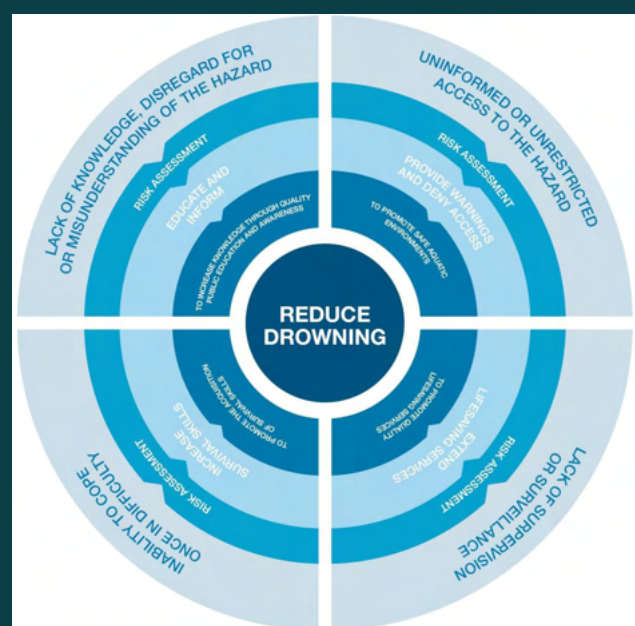 LACK OF KNOWLEDGE, DISREGARD FOR
OR MISUNDERSTANDING OF THE HAZARD
RISK ASSESSMENT
EDUCATE AND
INFORM
TO INCREASE KNOWLEDGE THROUGH QUALITY
PUBLIC EDUCATION AND AWARENESS
UNINFORMED OR UNRESTRICTED
ACCESS TO THE HAZARD
RISK ASSESSMENT
PROVIDE WARNINGS
AND DENY ACCESS
TO PROMOTE SAFE AQUATIC
ENVIRONMENTS
REDUCE
DROWNING
TO PROMOTE THE ACQUISITION
OF SURVIVAL SKILLS
INCREASE
SURVIVAL SKILLS
RISK ASSESSMENT
INABILITY TO COPE
ONCE IN DIFFICULTY
TO PROMOTE QUALITY
LIFESAVING SERVICES
EXTEND
LIFESAVING SERVICES
RISK ASSESSMENT
LACK OF SURPERVISION
OR SURVEILLANCE